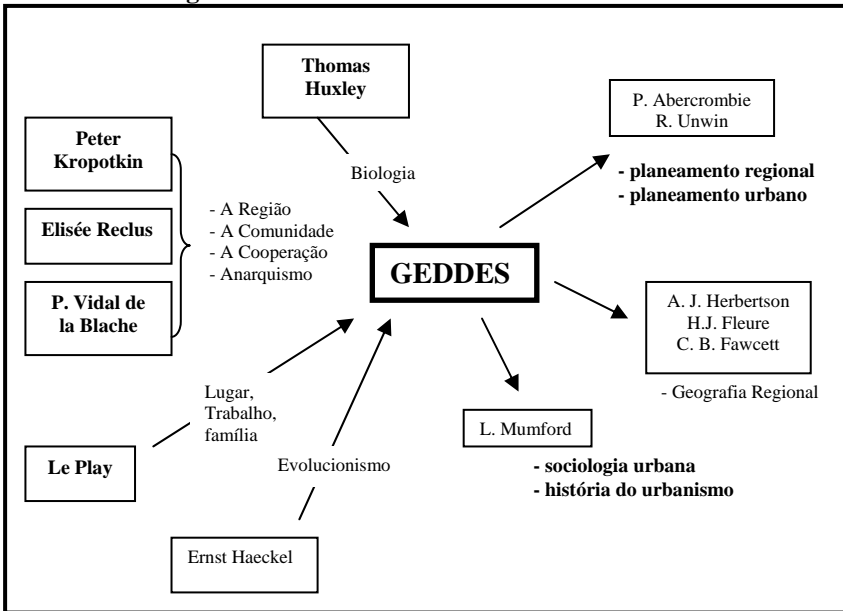 Thomas
Huxley
P. Abercrombie
R. Unwin
Peter
Kropotkin
Biologia
- planeamento regional
- planeamento urbano
Elisée Reclus
- A Região
- A Comunidade
- A Cooperação
- Anarquismo
GEDDES
P. Vidal de
la Blache
A. J. Herbertson
H.J. Fleure
C. B. Fawcett
- Geografia Regional
Lugar,
Trabalho,
família
L. Mumford
Le Play
Evolucionismo
- sociologia urbana
- história do urbanismo
Ernst Haeckel